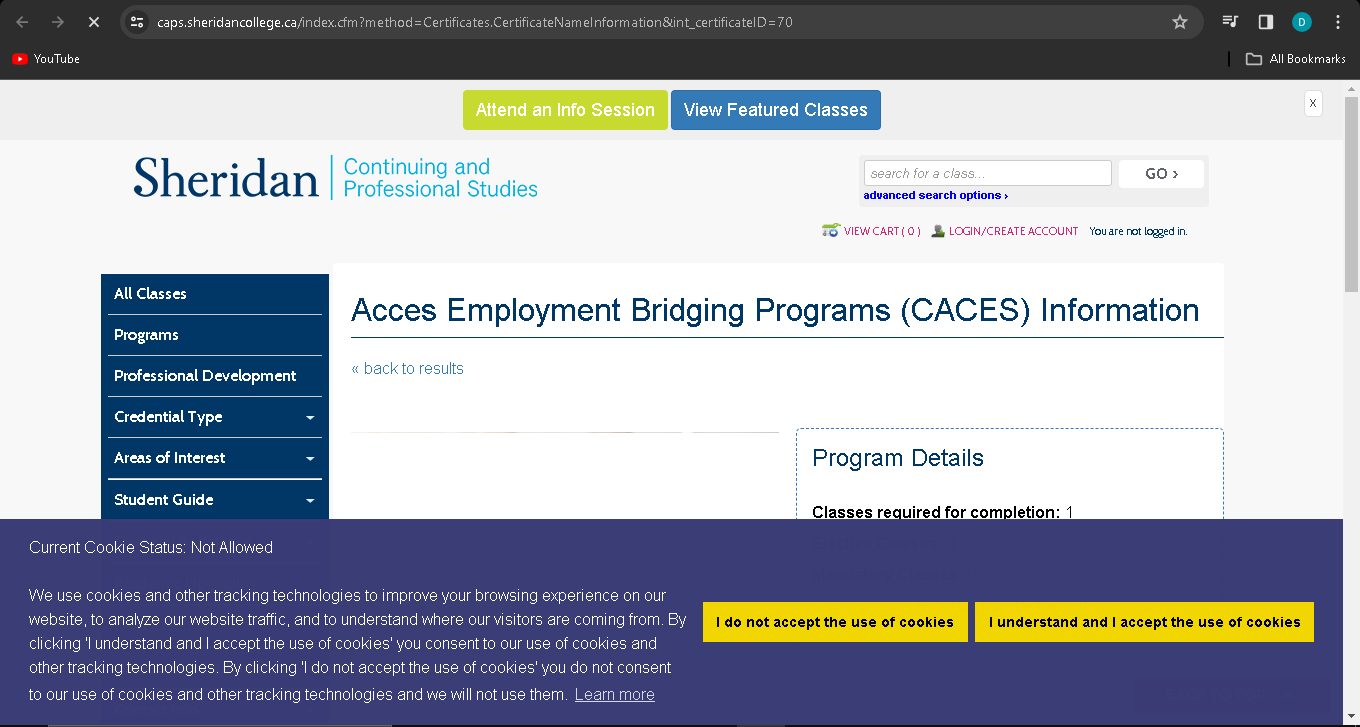 caps.sheridancollege.ca/index.cfm?method=Certificates.CertificateNameInformation&int_certificateID=70
D
YouTube
All Bookmarks
Attend an Info Session
View Featured Classes
X
Sheridan
Continuing and
Professional Studies
search for a class...
GO ›
advanced search options ›
VIEW CART ( 0 )
LOGIN/CREATE ACCOUNT
You are not logged in.
All Classes
Programs
Professional Development
Credential Type
Areas of Interest
Student Guide
Acces Employment Bridging Programs (CACES) Information
« back to results
Program Details
Classes required for completion: 1
Current Cookie Status: Not Allowed
We use cookies and other tracking technologies to improve your browsing experience on our
website, to analyze our website traffic, and to understand where our visitors are coming from. By
clicking 'I understand and I accept the use of cookies' you consent to our use of cookies and
other tracking technologies. By clicking 'I do not accept the use of cookies' you do not consent
to our use of cookies and other tracking technologies and we will not use them. Learn more
I do not accept the use of cookies
I understand and I accept the use of cookies